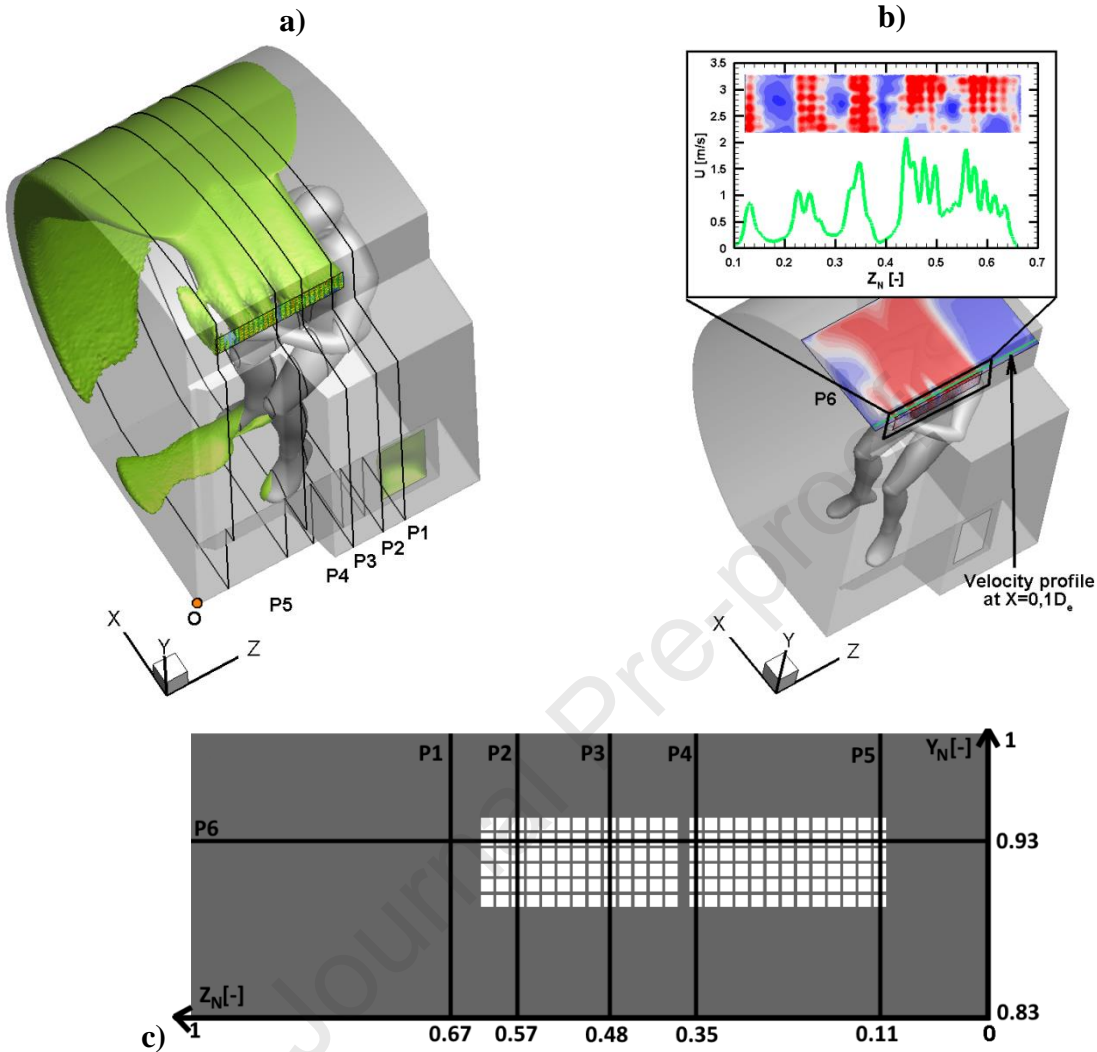 a)
b)
3.5
3
2.5
2
1.5
1
0.5
0
U [m/s]
0.1 0.2 0.3 0.4 0.5 0.6 0.7
Z_N [-]
P6
P1
P2
P3
P4
P5
O
X Y Z
Velocity profile
at X=0,1D_e
X Y Z
Journal Pre-proof
P1 P2 P3 P4 P5 Y_N[-] 1
P6 0.93
Z_N[-] 0.83
c) 1 0.67 0.57 0.48 0.35 0.11 0